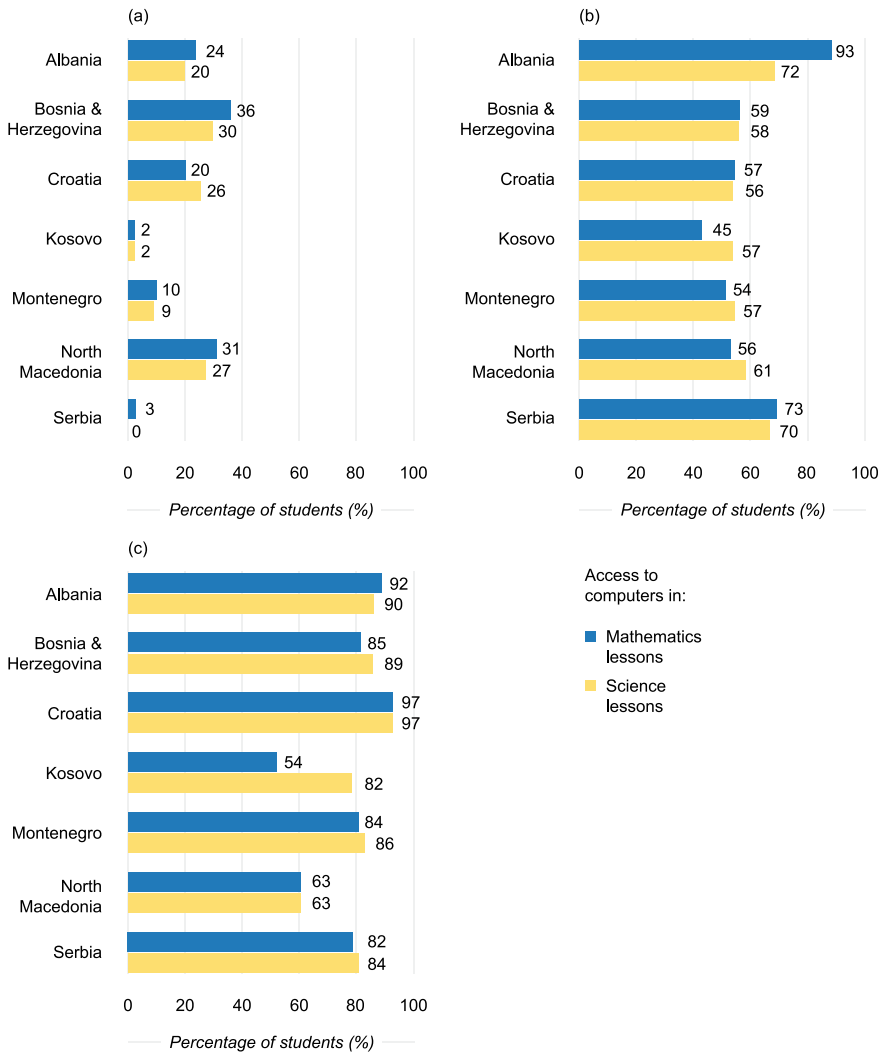 (a)
Albania
24
20
Bosnia &
Herzegovina
36
30
Croatia
20
26
Kosovo
2
2
Montenegro
10
9
North
Macedonia
31
27
Serbia
3
0
0 20 40 60 80 100
Percentage of students (%)
(b)
Albania
93
72
Bosnia &
Herzegovina
59
58
Croatia
57
56
Kosovo
45
57
Montenegro
54
57
North
Macedonia
56
61
Serbia
73
70
0 20 40 60 80 100
Percentage of students (%)
(c)
Albania
92
90
Bosnia &
Herzegovina
85
89
Croatia
97
97
Kosovo
54
82
Montenegro
84
86
North
Macedonia
63
63
Serbia
82
84
0 20 40 60 80 100
Percentage of students (%)
Access to
computers in:
Mathematics
lessons
Science
lessons